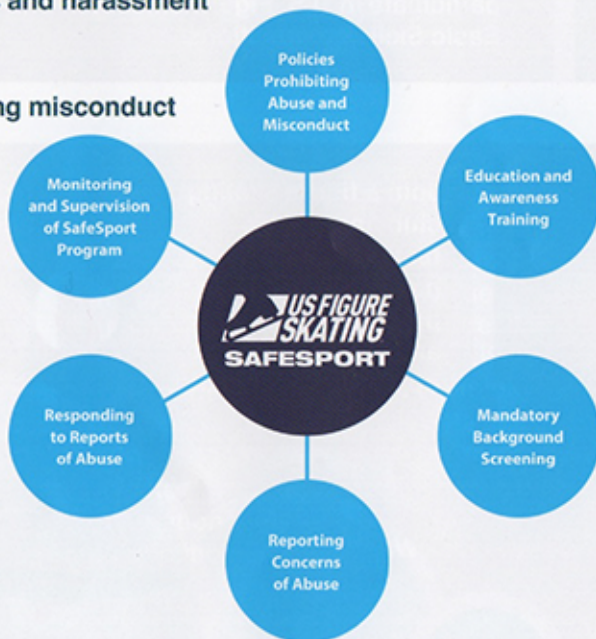 and harassment
ng misconduct
Policies
Prohibiting
Abuse and
Misconduct
Education and
Awareness
Training
Mandatory
Background
Screening
Reporting
Concerns
of Abuse
Responding
to Reports
of Abuse
Monitoring
and Supervision
of SafeSport
Program
US FIGURE
SKATING
SAFESPORT